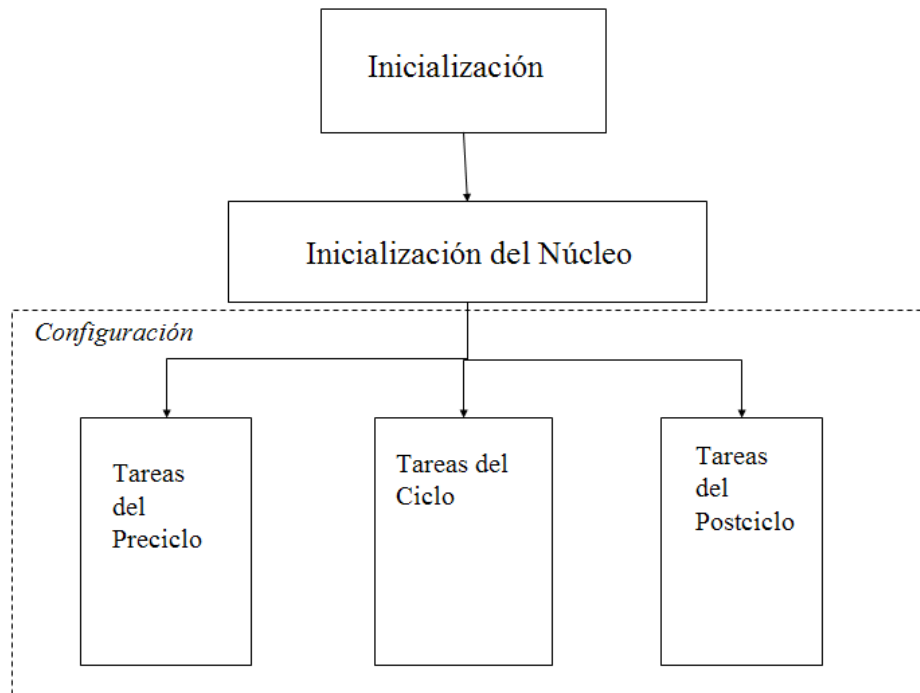 Inicialización
Inicialización del Núcleo
Configuración
Tareas
del
Preciclo
Tareas del
Ciclo
Tareas
del
Postciclo